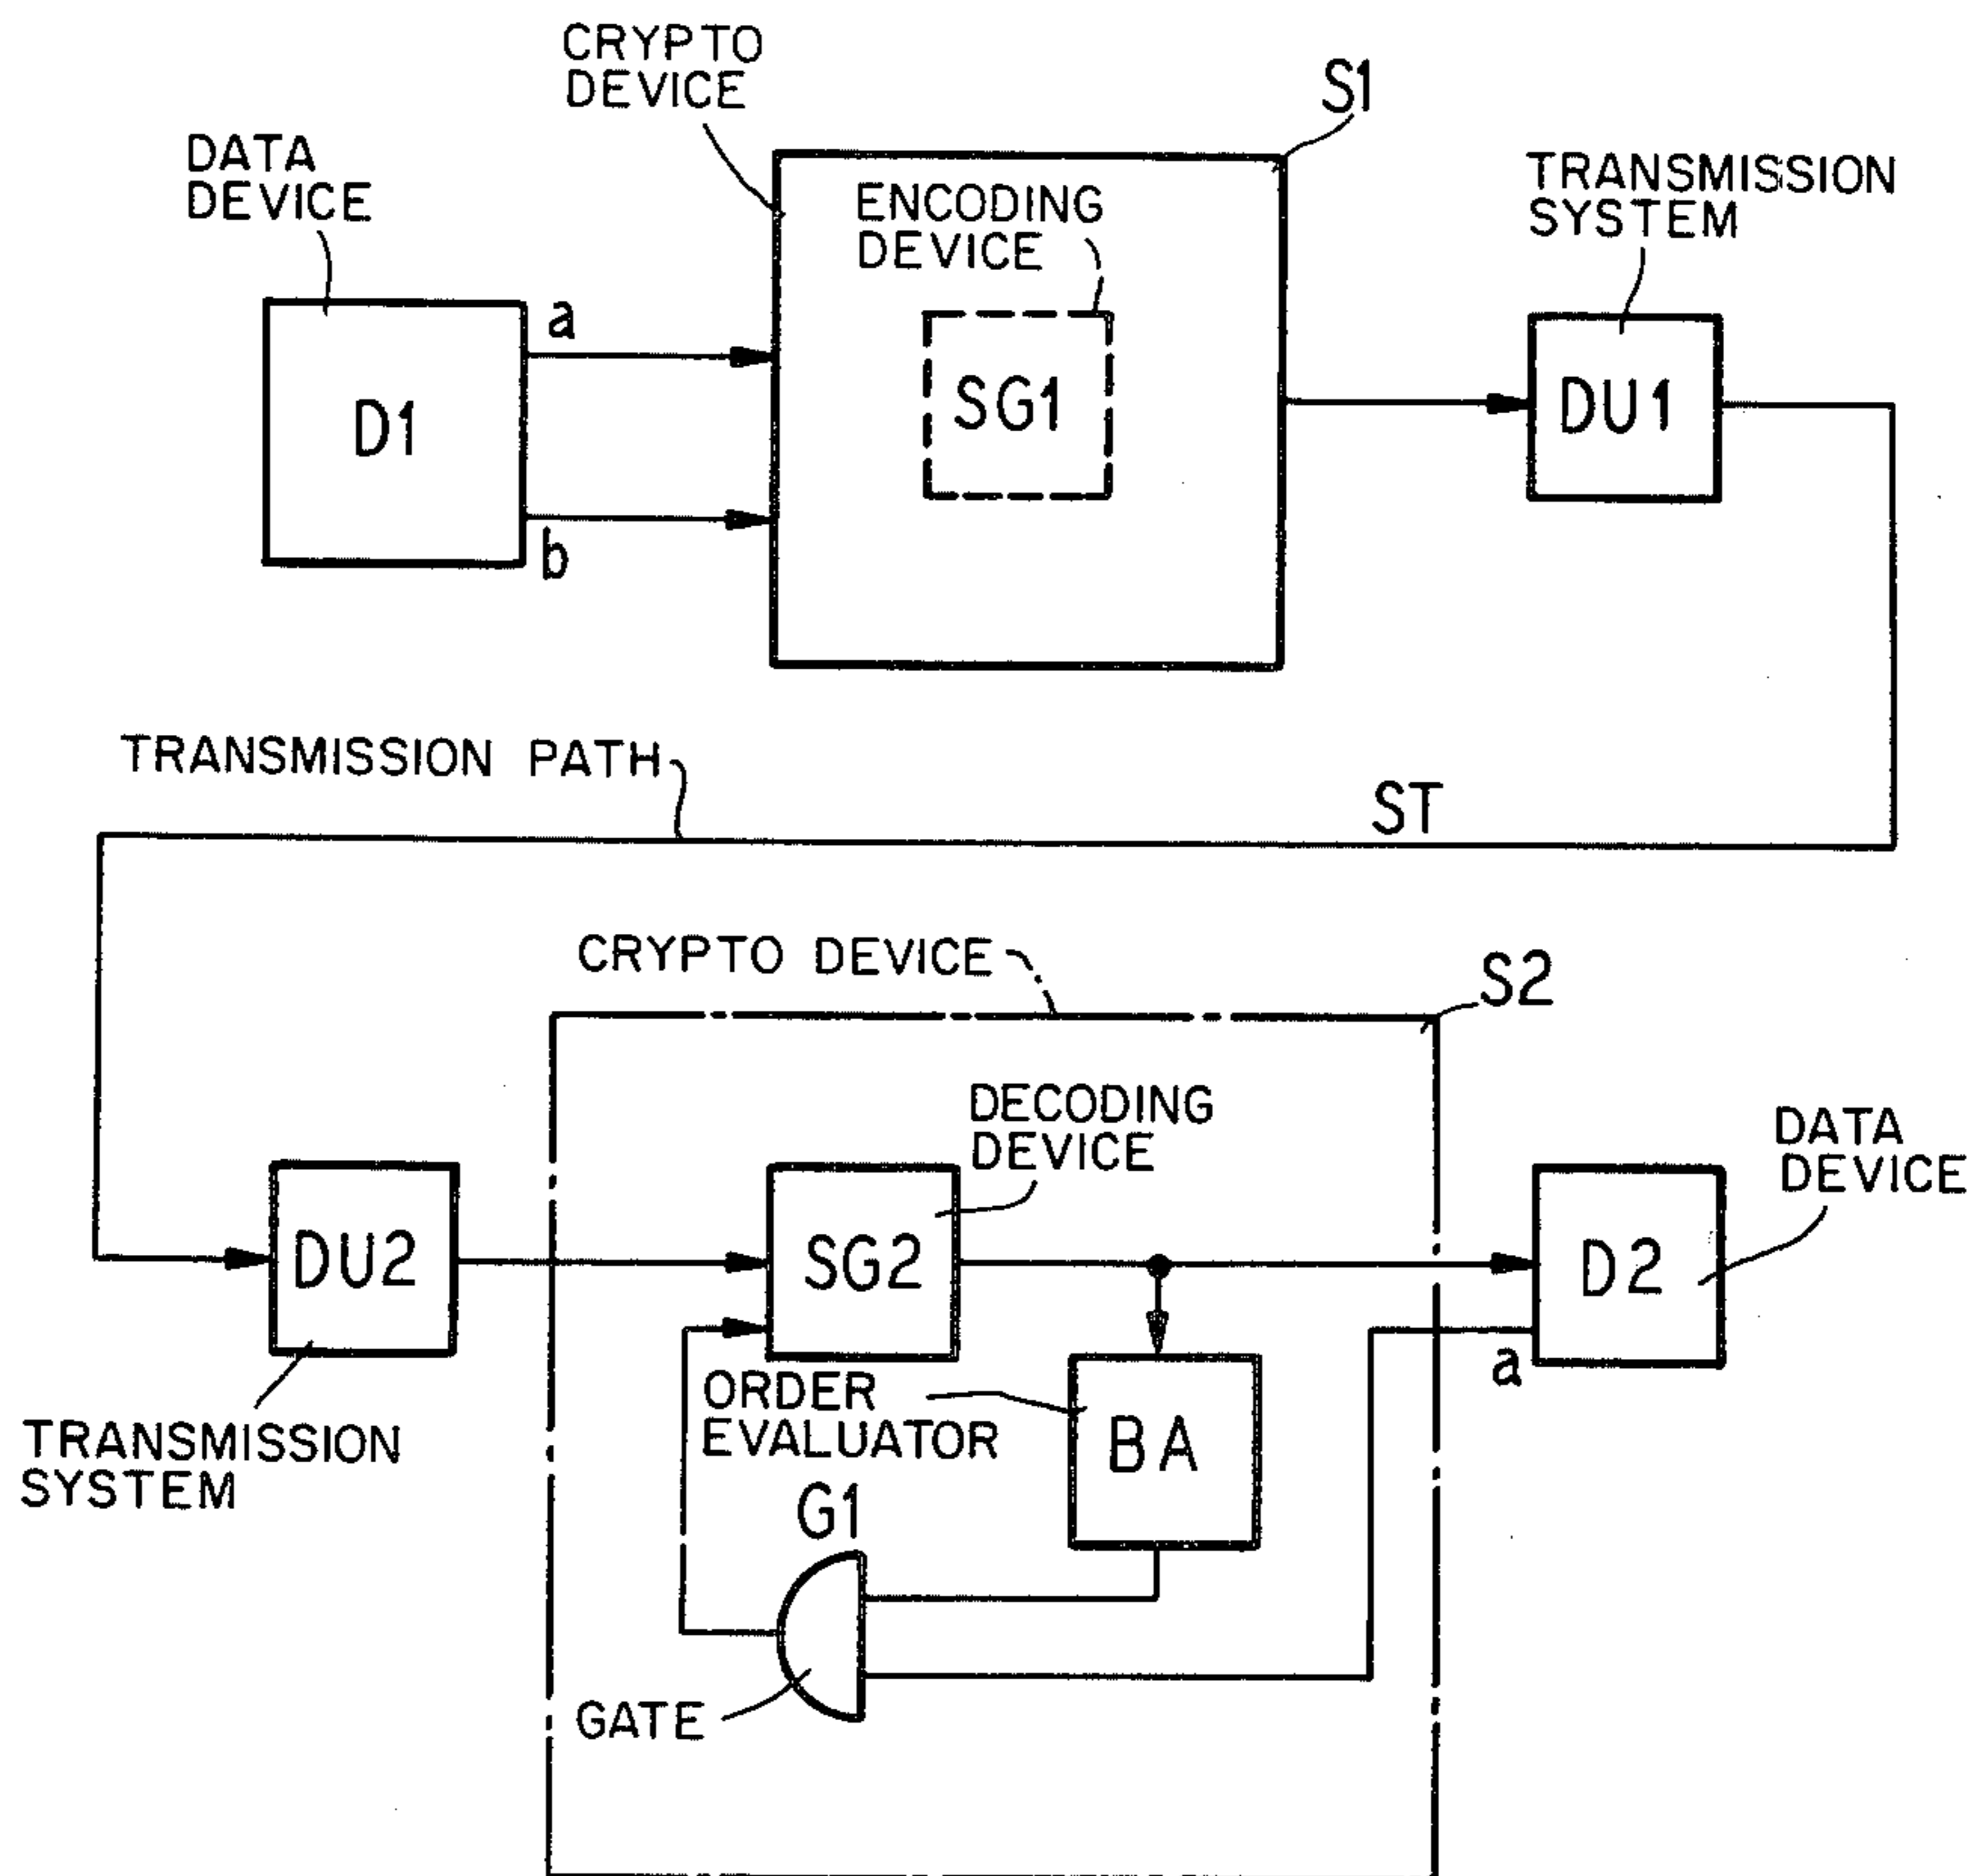 CRYPTO
DEVICE
S1
DATA
DEVICE
TRANSMISSION
SYSTEM
ENCODING
DEVICE
a
D1
SG1
DU1
b
TRANSMISSION PATH
ST
CRYPTO DEVICE
S2
DECODING
DEVICE
DATA
DEVICE
DU2
SG2
D2
a
ORDER
EVALUATOR
BA
TRANSMISSION
SYSTEM
G1
GATE